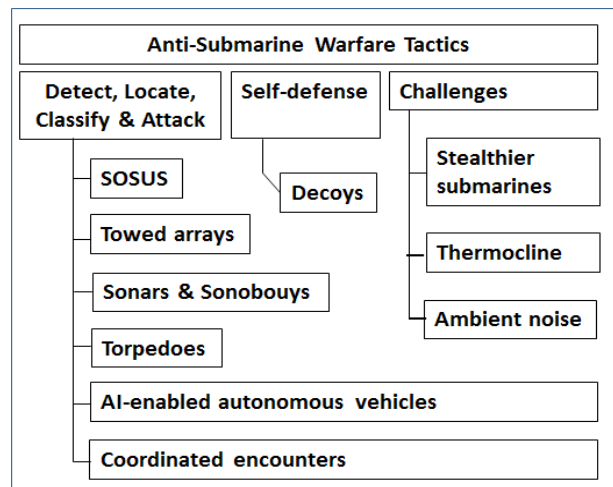 Anti-Submarine Warfare Tactics
Detect, Locate,
Classify & Attack
Self-defense
Challenges
SOSUS
Towed arrays
Sonars & Sonobouys
Torpedoes
AI-enabled autonomous vehicles
Coordinated encounters
Decoys
Stealthier
submarines
Thermocline
Ambient noise